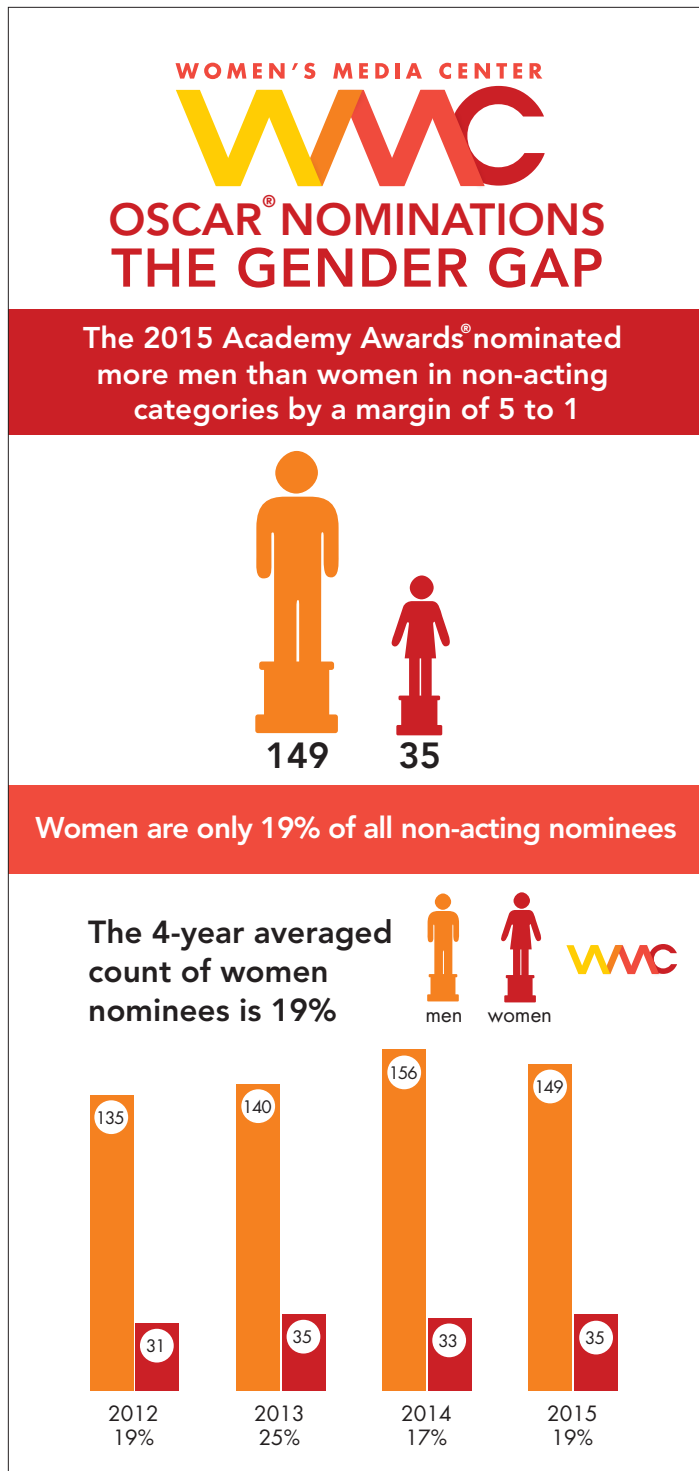 WOMEN'S MEDIA CENTER
WMC
OSCAR® NOMINATIONS
THE GENDER GAP
The 2015 Academy Awards® nominated
more men than women in non-acting
categories by a margin of 5 to 1
149 35
Women are only 19% of all non-acting nominees
The 4-year averaged
count of women
nominees is 19%
men women
WMC
135 31
140 35
156 33
149 35
2012 2013 2014 2015
19% 25% 17% 19%